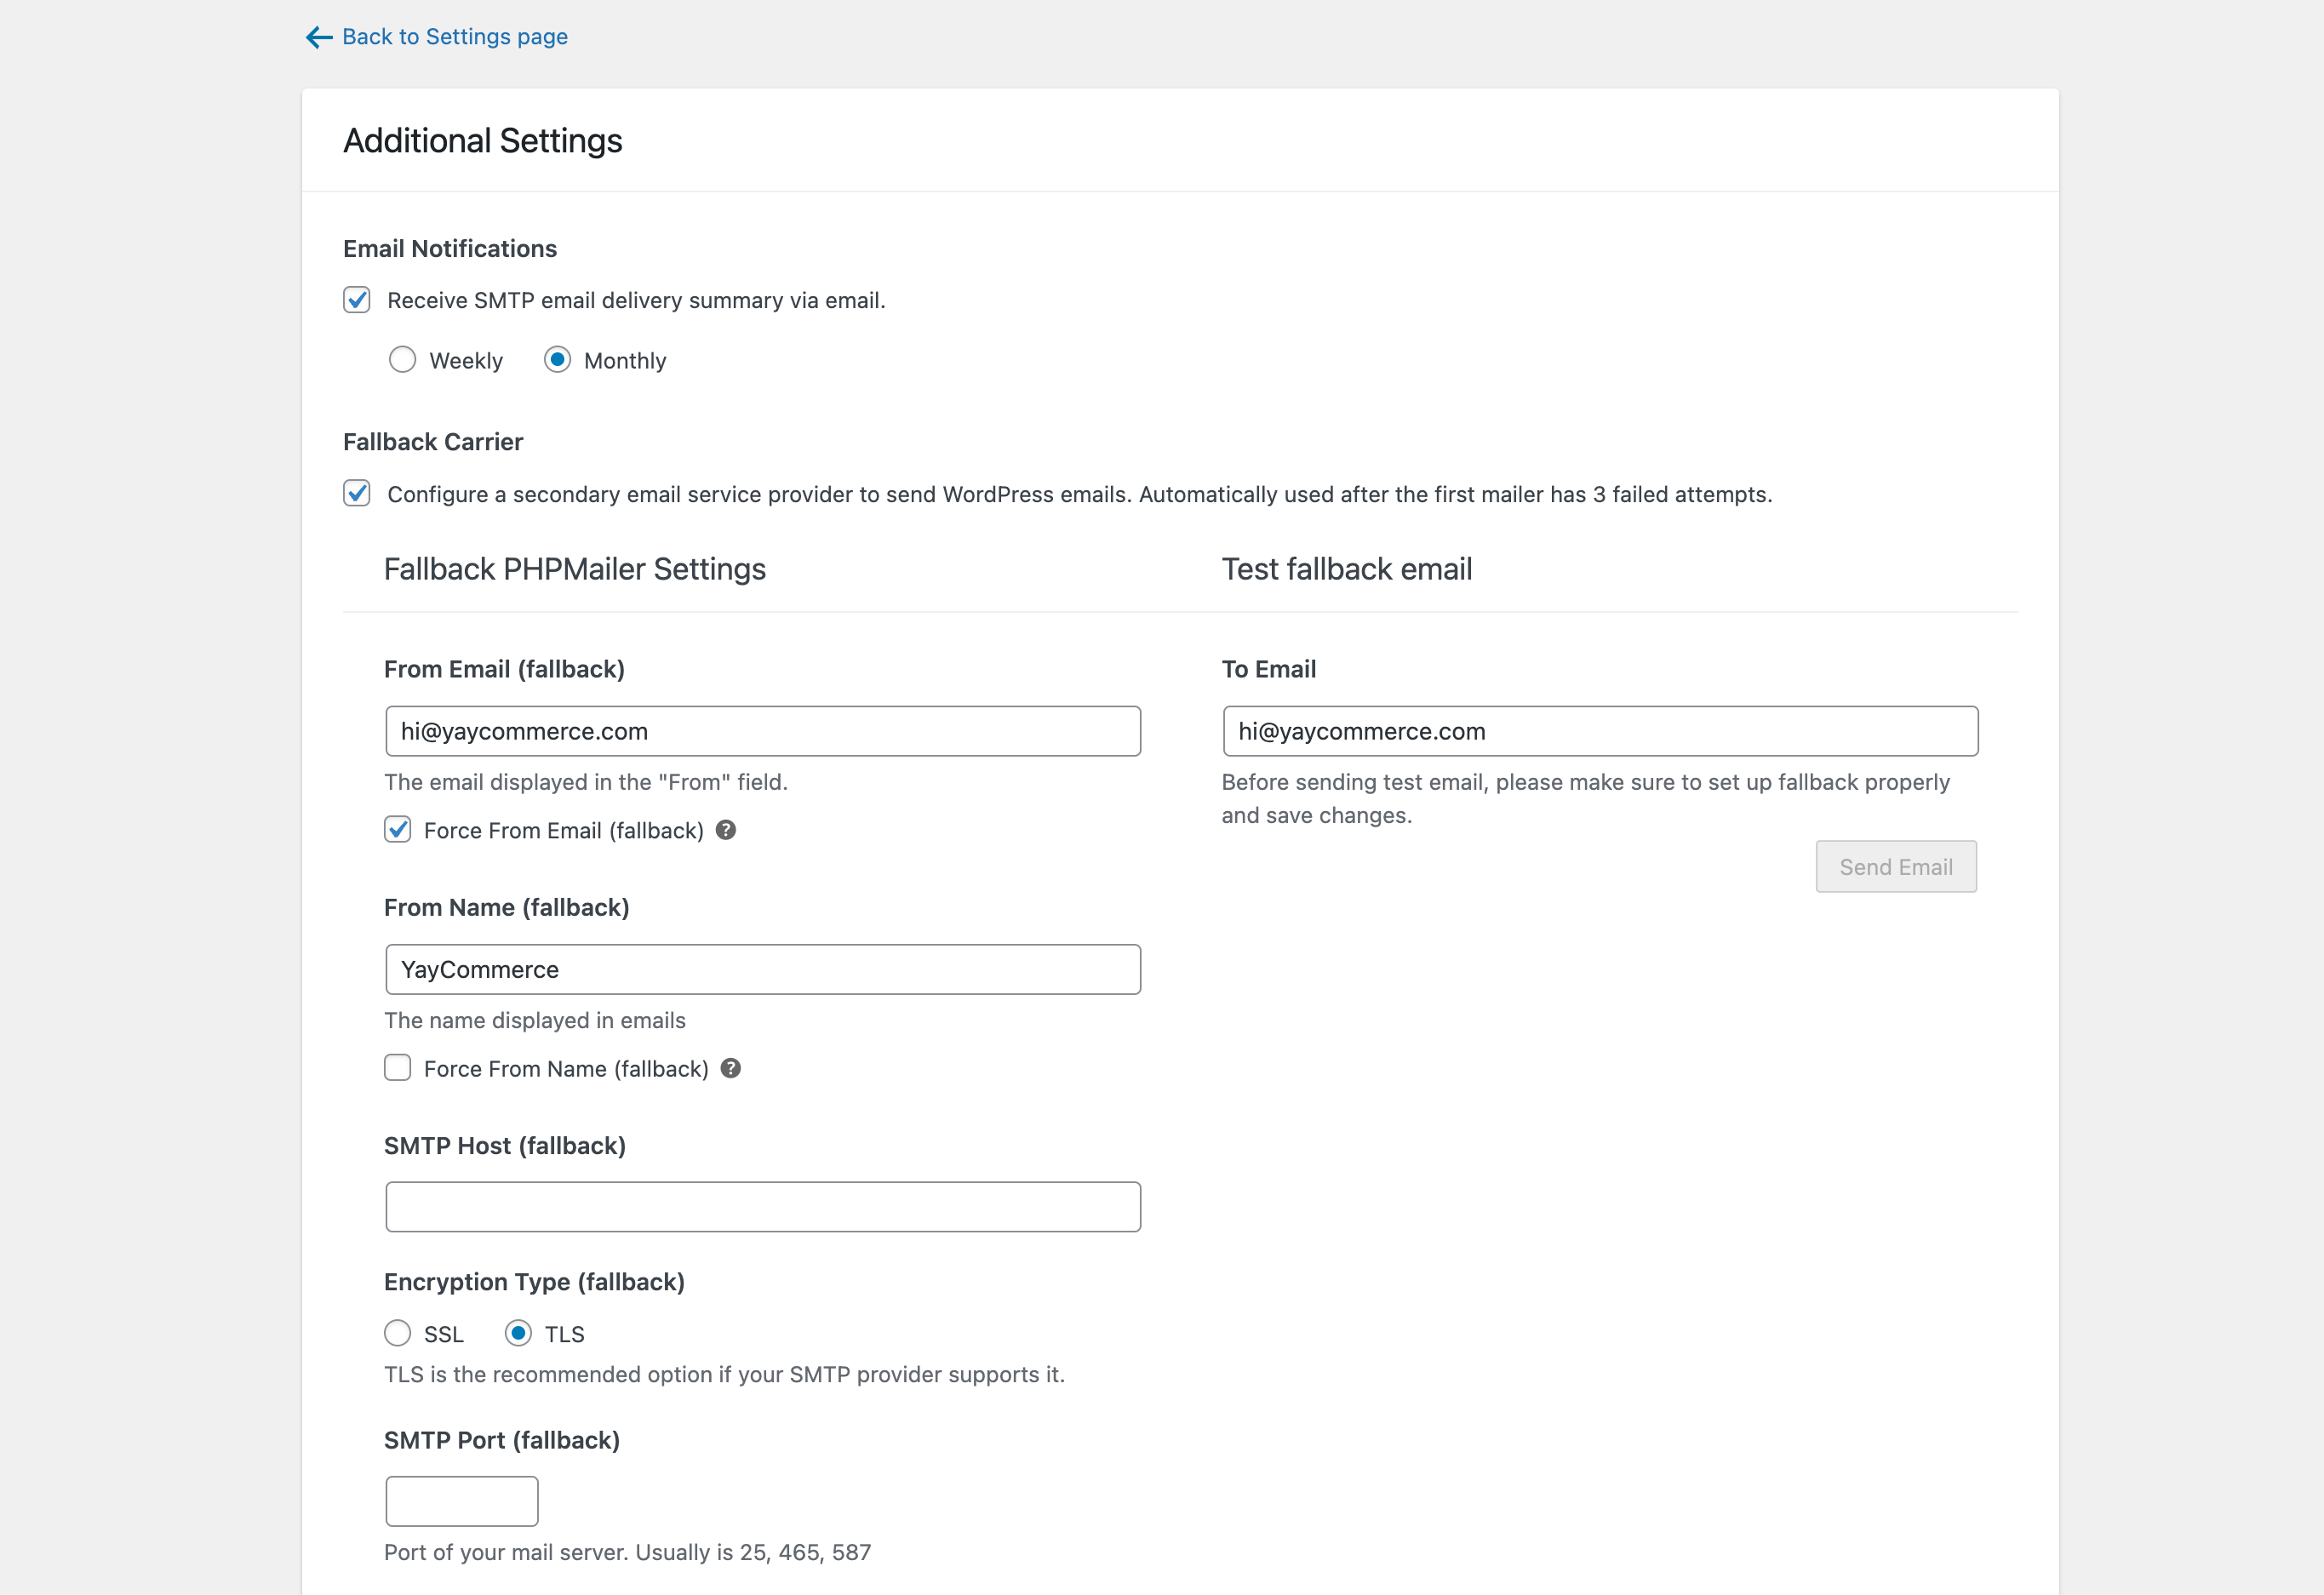 Back to Settings page
Additional Settings
Email Notifications
Receive SMTP email delivery summary via email.
Weekly Monthly
Fallback Carrier
Configure a secondary email service provider to send WordPress emails. Automatically used after the first mailer has 3 failed attempts.
Fallback PHPMailer Settings
From Email (fallback)
hi@yaycommerce.com
The email displayed in the "From" field.
Force From Email (fallback) ?
From Name (fallback)
YayCommerce
The name displayed in emails
Force From Name (fallback) ?
SMTP Host (fallback)
Encryption Type (fallback)
SSL TLS
TLS is the recommended option if your SMTP provider supports it.
SMTP Port (fallback)
Port of your mail server. Usually is 25, 465, 587
Test fallback email
To Email
hi@yaycommerce.com
Before sending test email, please make sure to set up fallback properly
and save changes.
Send Email